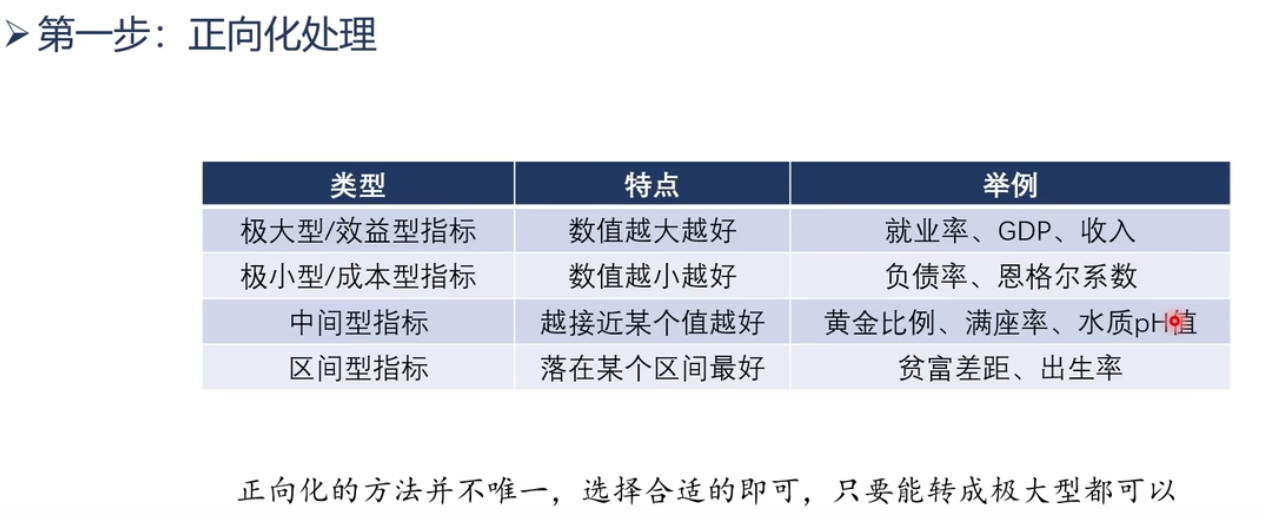 第一步：正向化处理
类型 特点 举例
极大型/效益型指标 数值越大越好 就业率、GDP、收入
极小型/成本型指标 数值越小越好 负债率、恩格尔系数
中间型指标 越接近某个值越好 黄金比例、满座率、水质pH值
区间型指标 落在某个区间最好 贫富差距、出生率
正向化的方法并不唯一，选择合适的即可，只要能转成极大型都可以